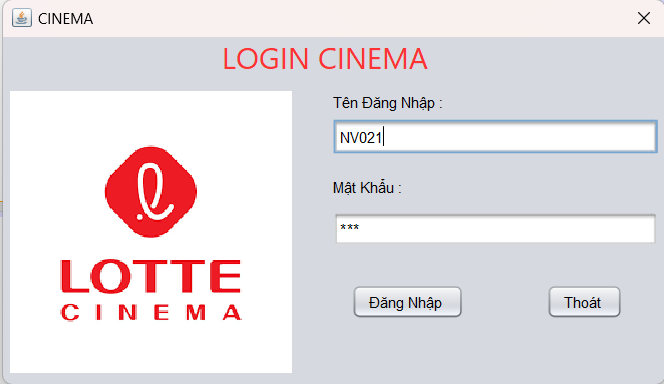 CINEMA
LOGIN CINEMA
LOTTE
CINEMA
Tên Đăng Nhập :
NV021
Mật Khẩu :
***
Đăng Nhập
Thoát